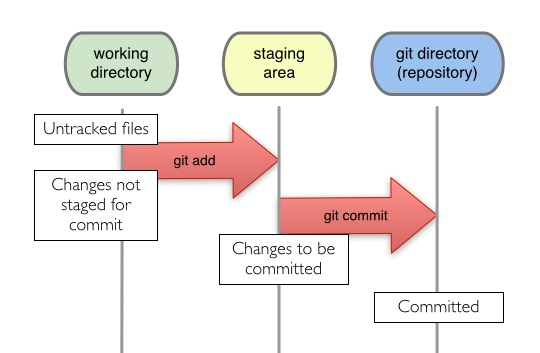 working
directory
staging
area
git directory
(repository)
Untracked files
git add
Changes not
staged for
commit
git commit
Changes to be
committed
Committed